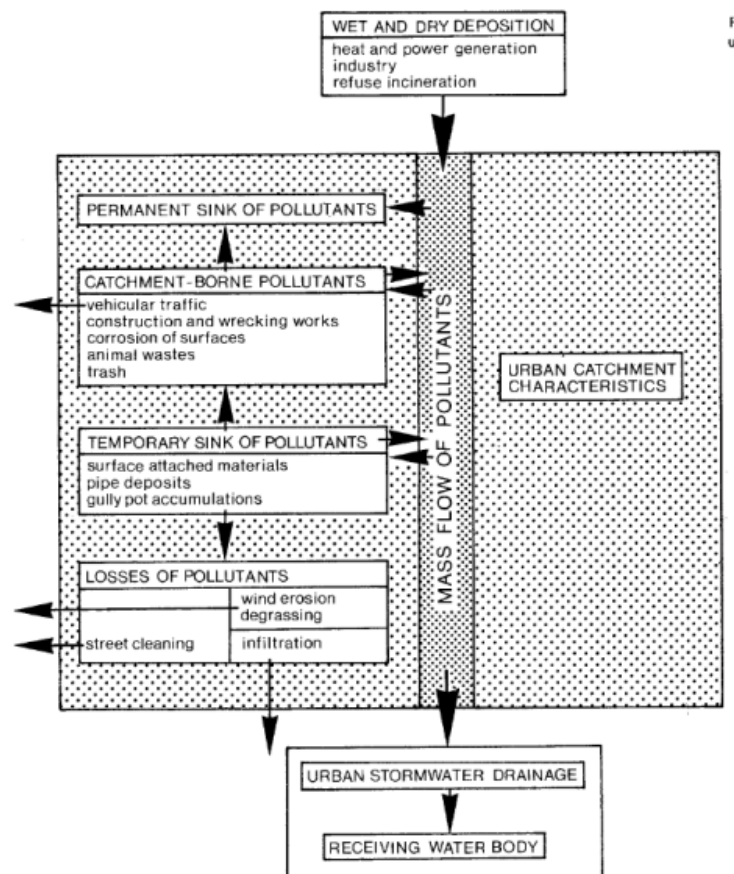 WET AND DRY DEPOSITION
heat and power generation
industry
refuse incineration
PERMANENT SINK OF POLLUTANTS
CATCHMENT-BORNE POLLUTANTS
vehicular traffic
construction and wrecking works
corrosion of surfaces
animal wastes
trash
TEMPORARY SINK OF POLLUTANTS
surface attached materials
pipe deposits
gully pot accumulations
LOSSES OF POLLUTANTS
wind erosion
degrassing
street cleaning
infiltration
MASS FLOW OF POLLUTANTS
URBAN CATCHMENT
CHARACTERISTICS
URBAN STORMWATER DRAINAGE
RECEIVING WATER BODY